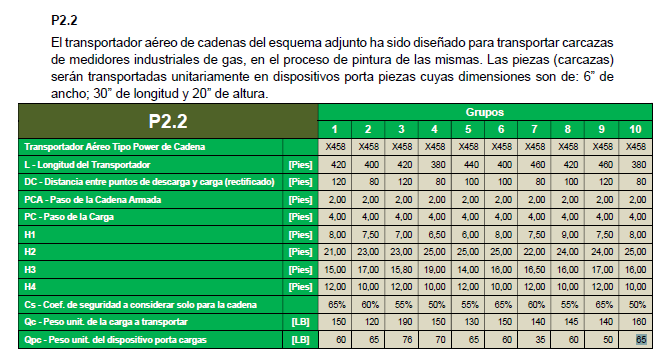 P2.2
El transportador aéreo de cadenas del esquema adjunto ha sido diseñado para transportar carcazas
de medidores industriales de gas, en el proceso de pintura de las mismas. Las piezas (carcazas)
serán transportadas unitariamente en dispositivos porta piezas cuyas dimensiones son de: 6” de
ancho; 30” de longitud y 20” de altura.
P2.2 Grupos
1 2 3 4 5 6 7 8 9 10
Transportador Aéreo Tipo Power de Cadena X458 X458 X458 X458 X458 X458 X458 X458 X458 X458
L - Longitud del Transportador [Pies] 420 400 420 380 440 400 460 420 460 380
DC - Distancia entre puntos de descarga y carga (rectificado) [Pies] 120 80 120 80 100 100 80 100 120 80
PCA - Paso de la Cadena Armada [Pies] 2,00 2,00 2,00 2,00 2,00 2,00 2,00 2,00 2,00 2,00
PC - Paso de la Carga [Pies] 4,00 4,00 4,00 4,00 4,00 4,00 4,00 4,00 4,00 4,00
H1 [Pies] 8,00 7,50 7,00 6,50 6,00 8,00 7,50 9,00 7,50 8,00
H2 [Pies] 21,00 23,00 23,00 25,00 25,00 25,00 22,00 24,00 24,00 25,00
H3 [Pies] 15,00 17,00 15,80 19,00 14,00 16,00 16,50 16,00 17,00 16,00
H4 [Pies] 12,00 10,00 12,00 10,00 12,00 10,00 12,00 10,00 12,00 10,00
Cs - Coef. de seguridad a considerar solo para la cadena 65% 60% 55% 50% 65% 60% 55% 55% 65% 50%
Qc - Peso unit. de la carga a transportar [LB] 150 120 190 150 130 150 140 145 140 160
Qpc - Peso unit. del dispositivo porta cargas [LB] 60 65 76 70 65 60 35 60 50 65